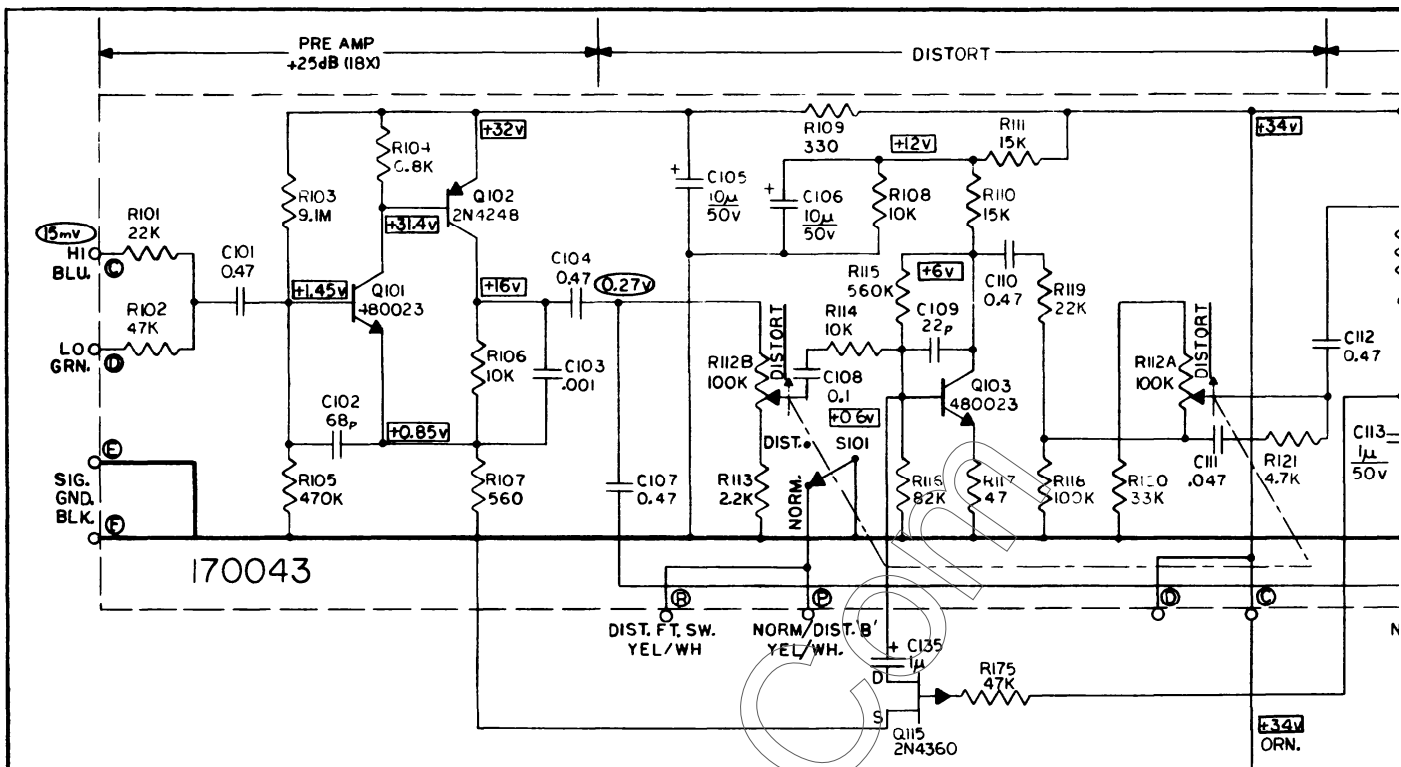 PRE AMP
+25dB (18X)
DISTORT
R109
330
R111
15K
+34v
+32v
+12v
R104
R103
9.1M
Q102
2N4248
C105
10µ
50v
C106
10µ
50v
R108
10K
R110
15K
15mV
HI
BLU.
C
R101
22K
C101
0.47
+31.4v
+1.45v
Q101
480023
+16v
C104
0.47
0.27v
R115
560K
+6v
C110
0.47
R119
22K
R102
47K
LO
GRN.
D
R106
10K
C103
.001
R112B
100K
DISTORT
R114
10K
C109
22p
C108
0.1
Q103
480023
R112A
100K
DISTORT
C112
0.47
C102
68p
+0.85v
+0.6v
DIST.
S101
NORM.
E
SIG.
GND.
BLK.
F
R105
470K
R107
560
C107
0.47
R113
2.2K
R116
82K
R117
47
R118
100K
R120
33K
C111
.047
R121
4.7K
C113
1µ
50v
170043
R
DIST. FT. SW.
YEL/WH
P
NORM/DIST.'B'
YEL/WH.
D
C
+ C135
1µ
D
S
Q115
2N4360
R175
47K
+34v
ORN.
N
com